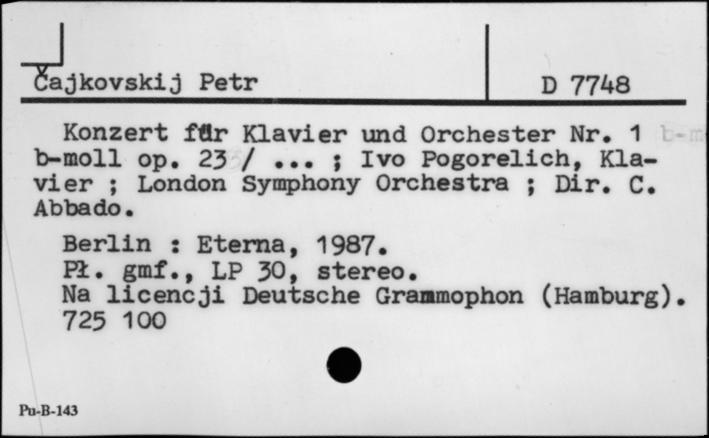 Čajkovskij Petr
D 7748
Konzert für Klavier und Orchester Nr. 1
b-moll op. 23 / ... ; Ivo Pogorelich, Kla-
vier ; London Symphony Orchestra ; Dir. C.
Abbado.
Berlin : Eterna, 1987.
Pł. gmf., LP 30, stereo.
Na licencji Deutsche Grammophon (Hamburg).
725 100
Pu-B-143